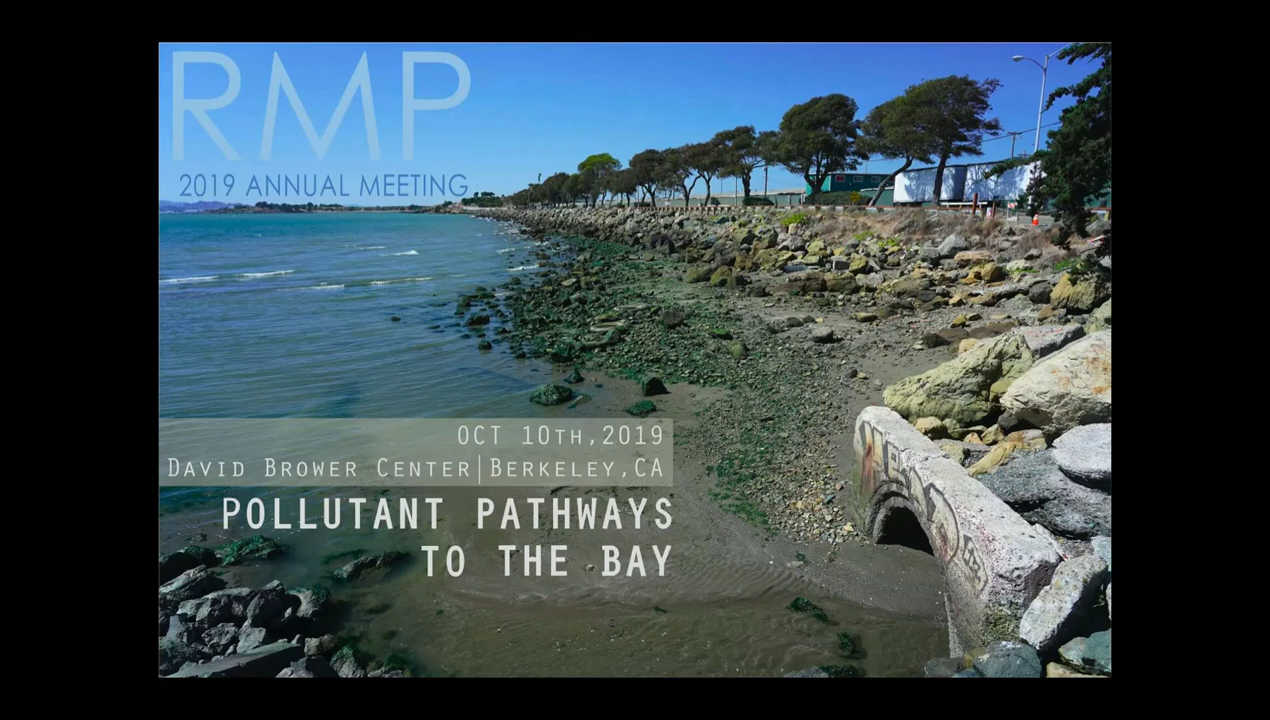 RMP
2019 ANNUAL MEETING
OCT 10TH,2019
DAVID BROWER CENTER|BERKELEY,CA
POLLUTANT PATHWAYS
TO THE BAY